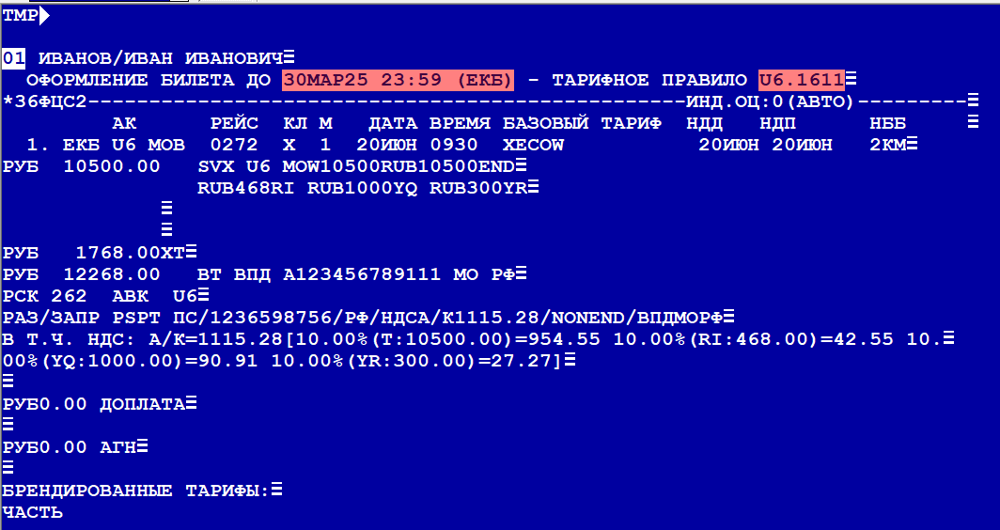 TMP
01 ИВАНОВ/ИВАН ИВАНОВИЧ
ОФОРМЛЕНИЕ БИЛЕТА ДО 30МАР25 23:59 (ЕКБ) - ТАРИФНОЕ ПРАВИЛО U6.1611
*36ФЦС2-------------------------------------------------ИНД.ОЦ:0(АВТО)---------
АК РЕЙС КЛ М ДАТА ВРЕМЯ БАЗОВЫЙ ТАРИФ НДД НДП НББ
1. ЕКБ U6 МОВ 0272 Х 1 20ИЮН 0930 XECOW 20ИЮН 20ИЮН 2КМ
РУБ 10500.00 SVX U6 MOW10500RUB10500END
RUB468RI RUB1000YQ RUB300YR
РУБ 1768.00ХТ
РУБ 12268.00 ВТ ВПД А123456789111 МО РФ
РСК 262 АВК U6
РАЗ/ЗАПР PSPT ПС/1236598756/РФ/НДСА/К1115.28/NONEND/ВПДМОРФ
В Т.Ч. НДС: А/К=1115.28[10.00%(T:10500.00)=954.55 10.00%(RI:468.00)=42.55 10.
00%(YQ:1000.00)=90.91 10.00%(YR:300.00)=27.27]
РУБ0.00 ДОПЛАТА
РУБ0.00 АГН
БРЕНДИРОВАННЫЕ ТАРИФЫ:
ЧАСТЬ